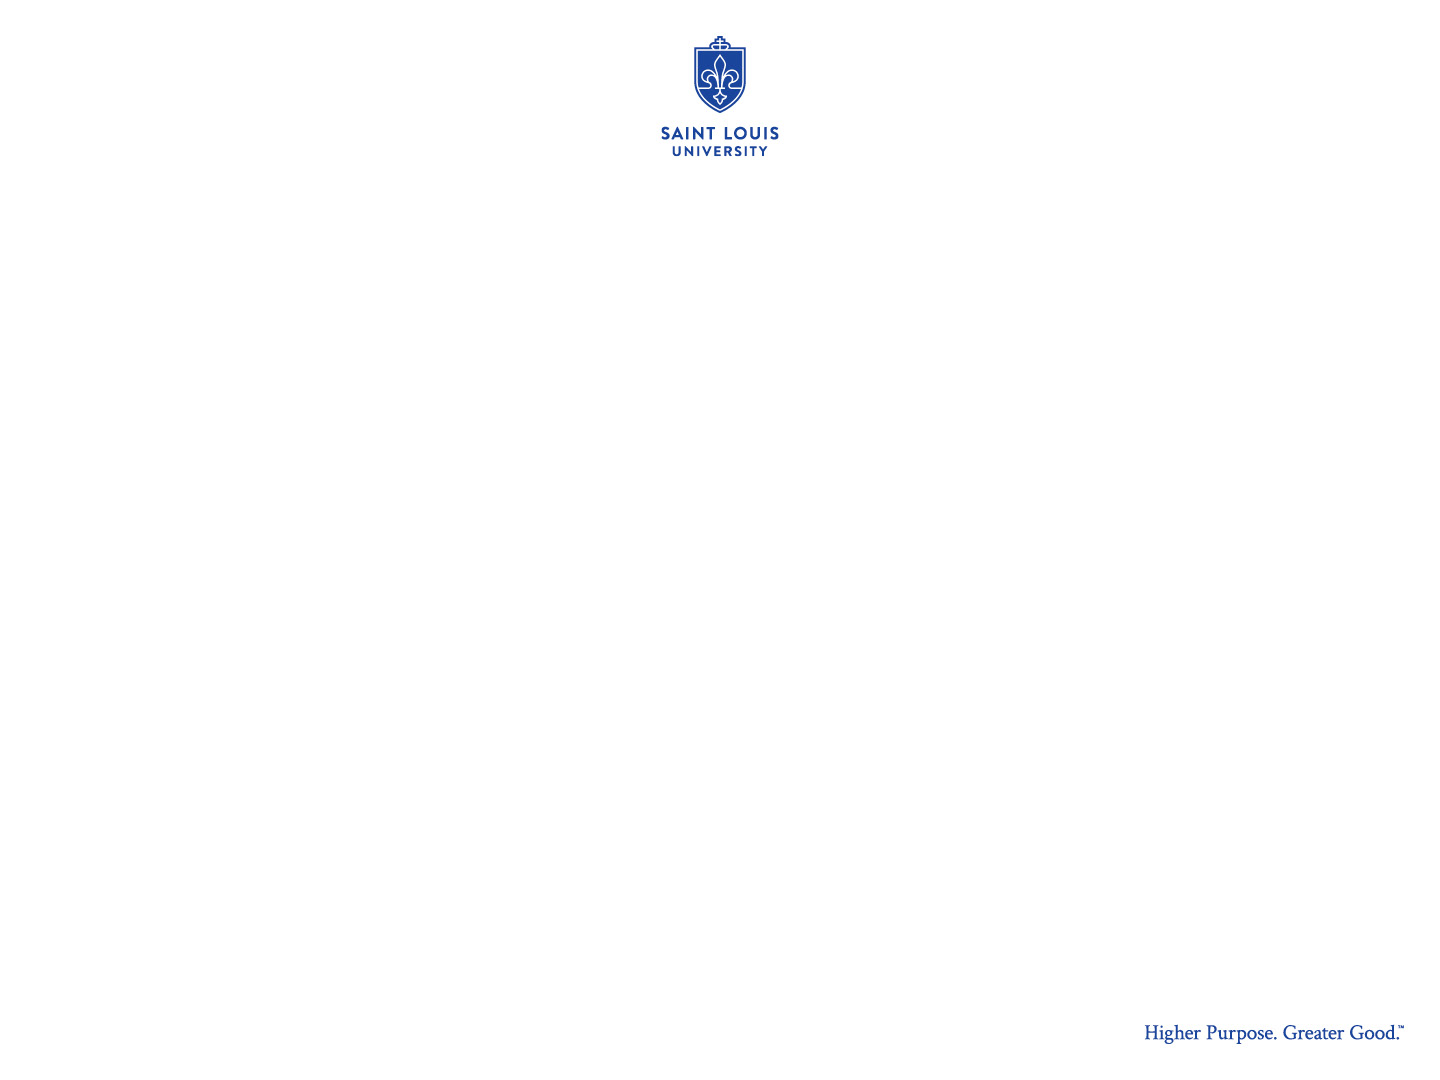 SAINT LOUIS
UNIVERSITY
Higher Purpose. Greater Good.™